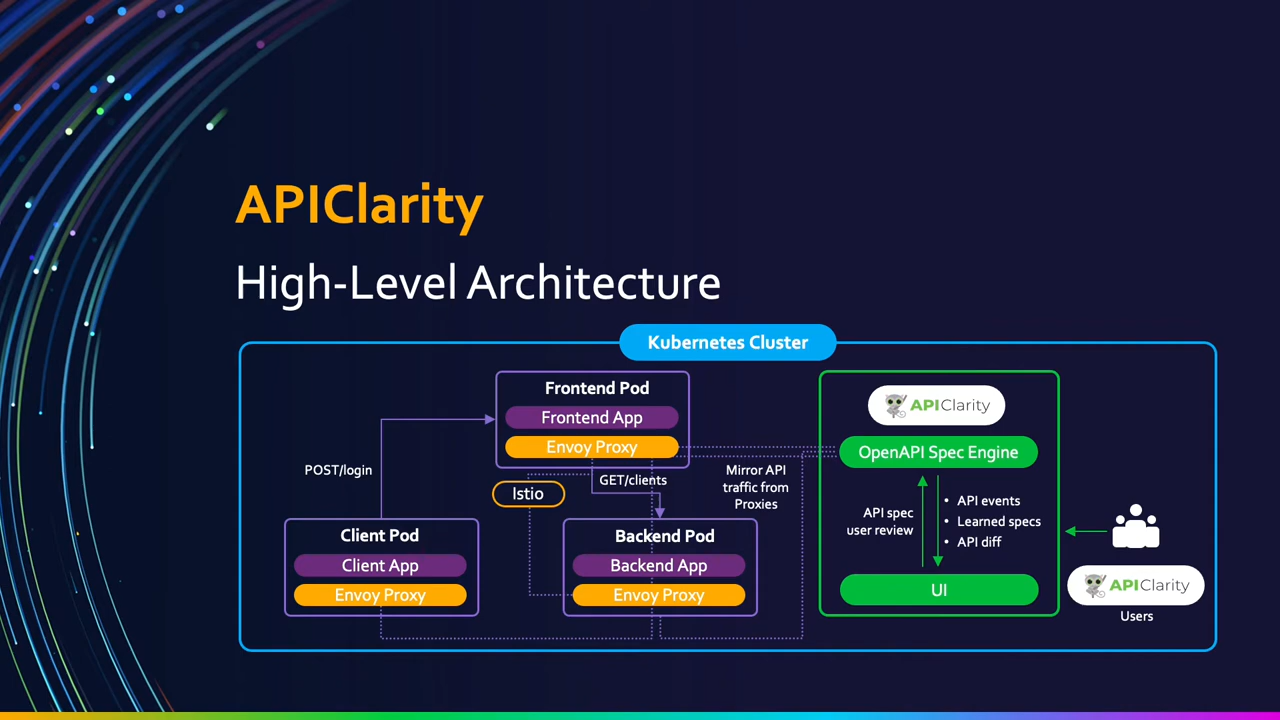 APIClarity
High-Level Architecture
Kubernetes Cluster
Frontend Pod
Frontend App
Envoy Proxy
POST/login
GET/clients
Istio
Mirror API
traffic from
Proxies
Client Pod
Client App
Envoy Proxy
Backend Pod
Backend App
Envoy Proxy
APIClarity
OpenAPI Spec Engine
API spec
user review
• API events
• Learned specs
• API diff
UI
APIClarity
Users